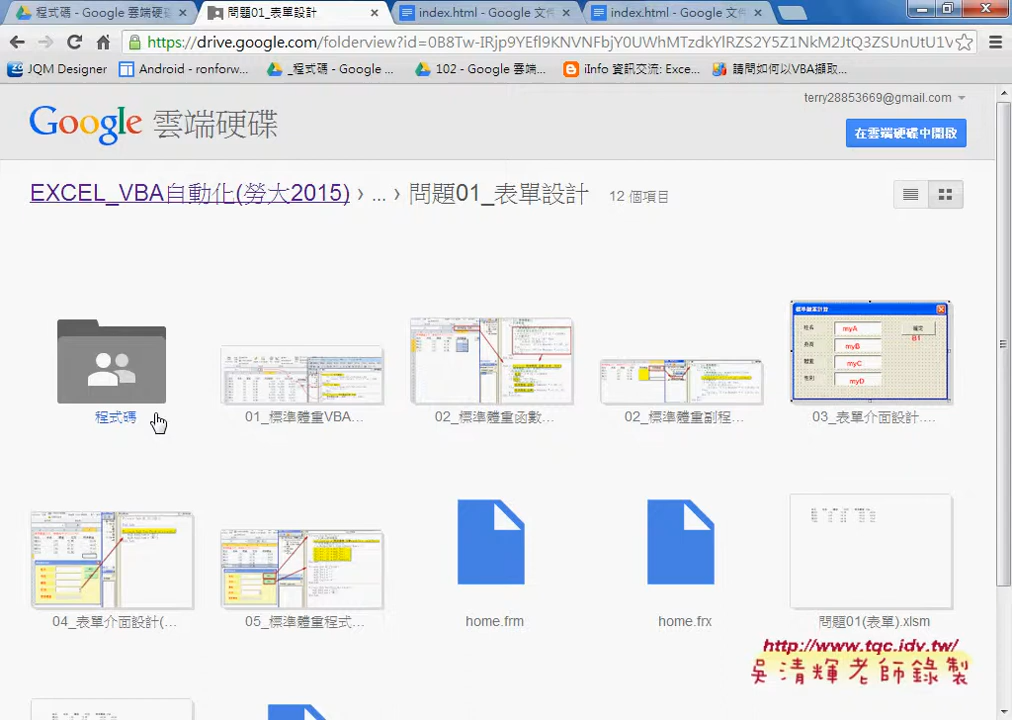 程式碼 - Google 雲端硬碟
問題01_表單設計
index.html - Google 文件
index.html - Google 文件
https://drive.google.com/folderview?id=0B8Tw-IRjp9YEfl9KNVNFbjY0UWhMTzdkYlRZS2Y5Z1NkM2JtQ3ZSUnUtU1V
JQM Designer
Android - ronforw...
_程式碼 - Google ...
102 - Google 雲端...
iInfo 資訊交流: Exce...
請問如何以VBA擷取...
terry28853669@gmail.com
Google 雲端硬碟
在雲端硬碟中開啟
EXCEL_VBA自動化(勞大2015) › ... › 問題01_表單設計 12 個項目
程式碼
01_標準體重VBA...
02_標準體重函數...
02_標準體重副程...
myA
myB
myC
myD
B1
03_表單介面設計....
04_表單介面設計(...
05_標準體重程式...
home.frm
home.frx
問題01(表單).xlsm
http://www.tqc.idv.tw/
吳清輝老師錄製